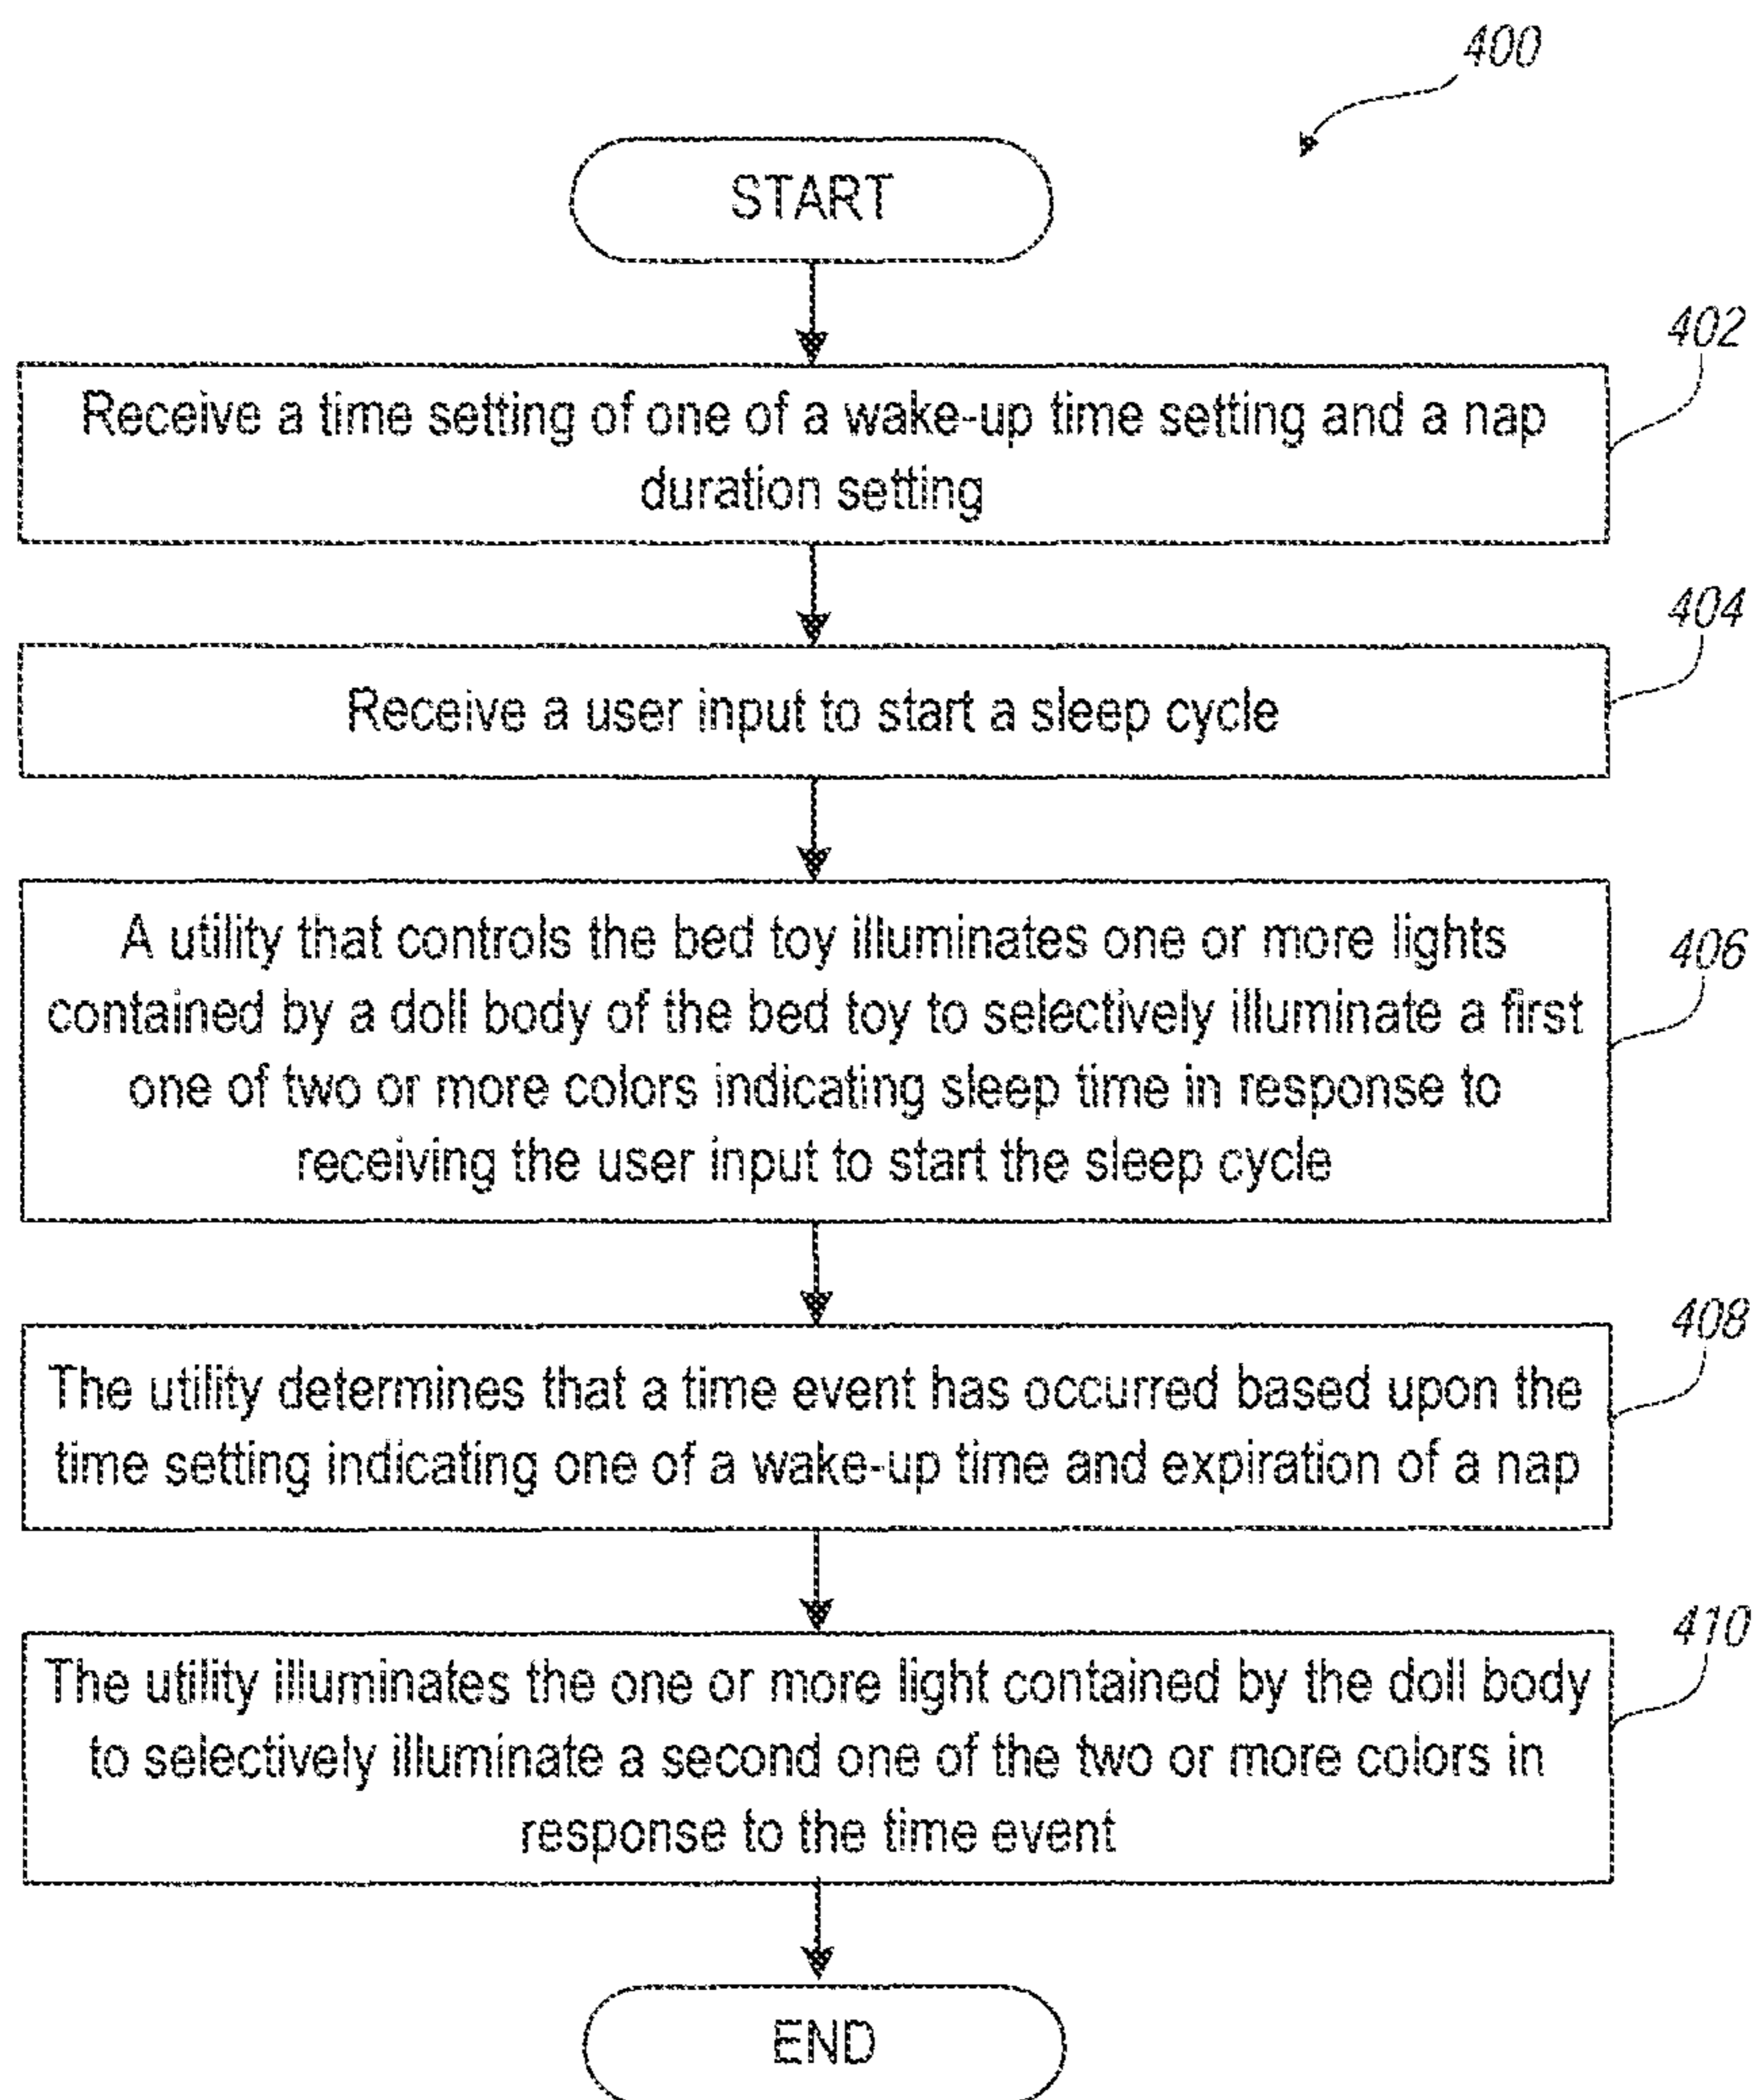 400
START
402
Receive a time setting of one of a wake-up time setting and a nap
duration setting
404
Receive a user input to start a sleep cycle
A utility that controls the bed toy illuminates one or more lights
406
contained by a doll body of the bed toy to selectively illuminate a first
one of two or more colors indicating sleep time in response to
receiving the user input to start the sleep cycle
408
The utility determines that a time event has occurred based upon the
time setting indicating one of a wake-up time and expiration of a nap
410
The utility illuminates the one or more light contained by the doll body
to selectively illuminate a second one of the two or more colors in
response to the time event
END